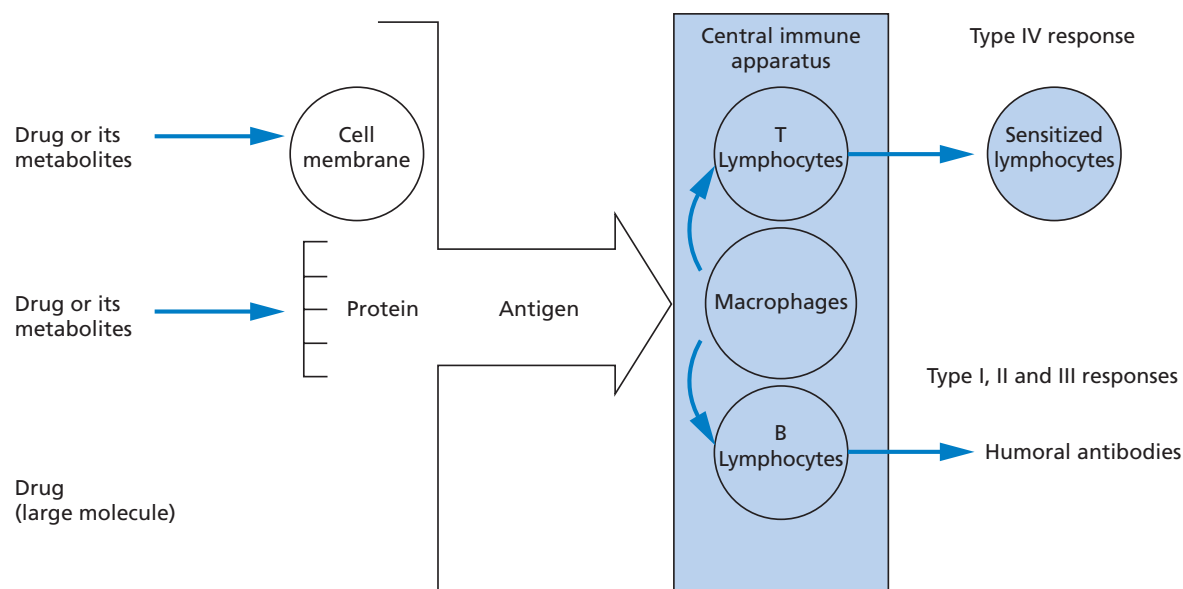 Drug or its
metabolites
Cell
membrane
Drug or its
metabolites
Protein
Antigen
Drug
(large molecule)
Central immune
apparatus
T
Lymphocytes
Macrophages
B
Lymphocytes
Type IV response
Sensitized
lymphocytes
Type I, II and III responses
Humoral antibodies